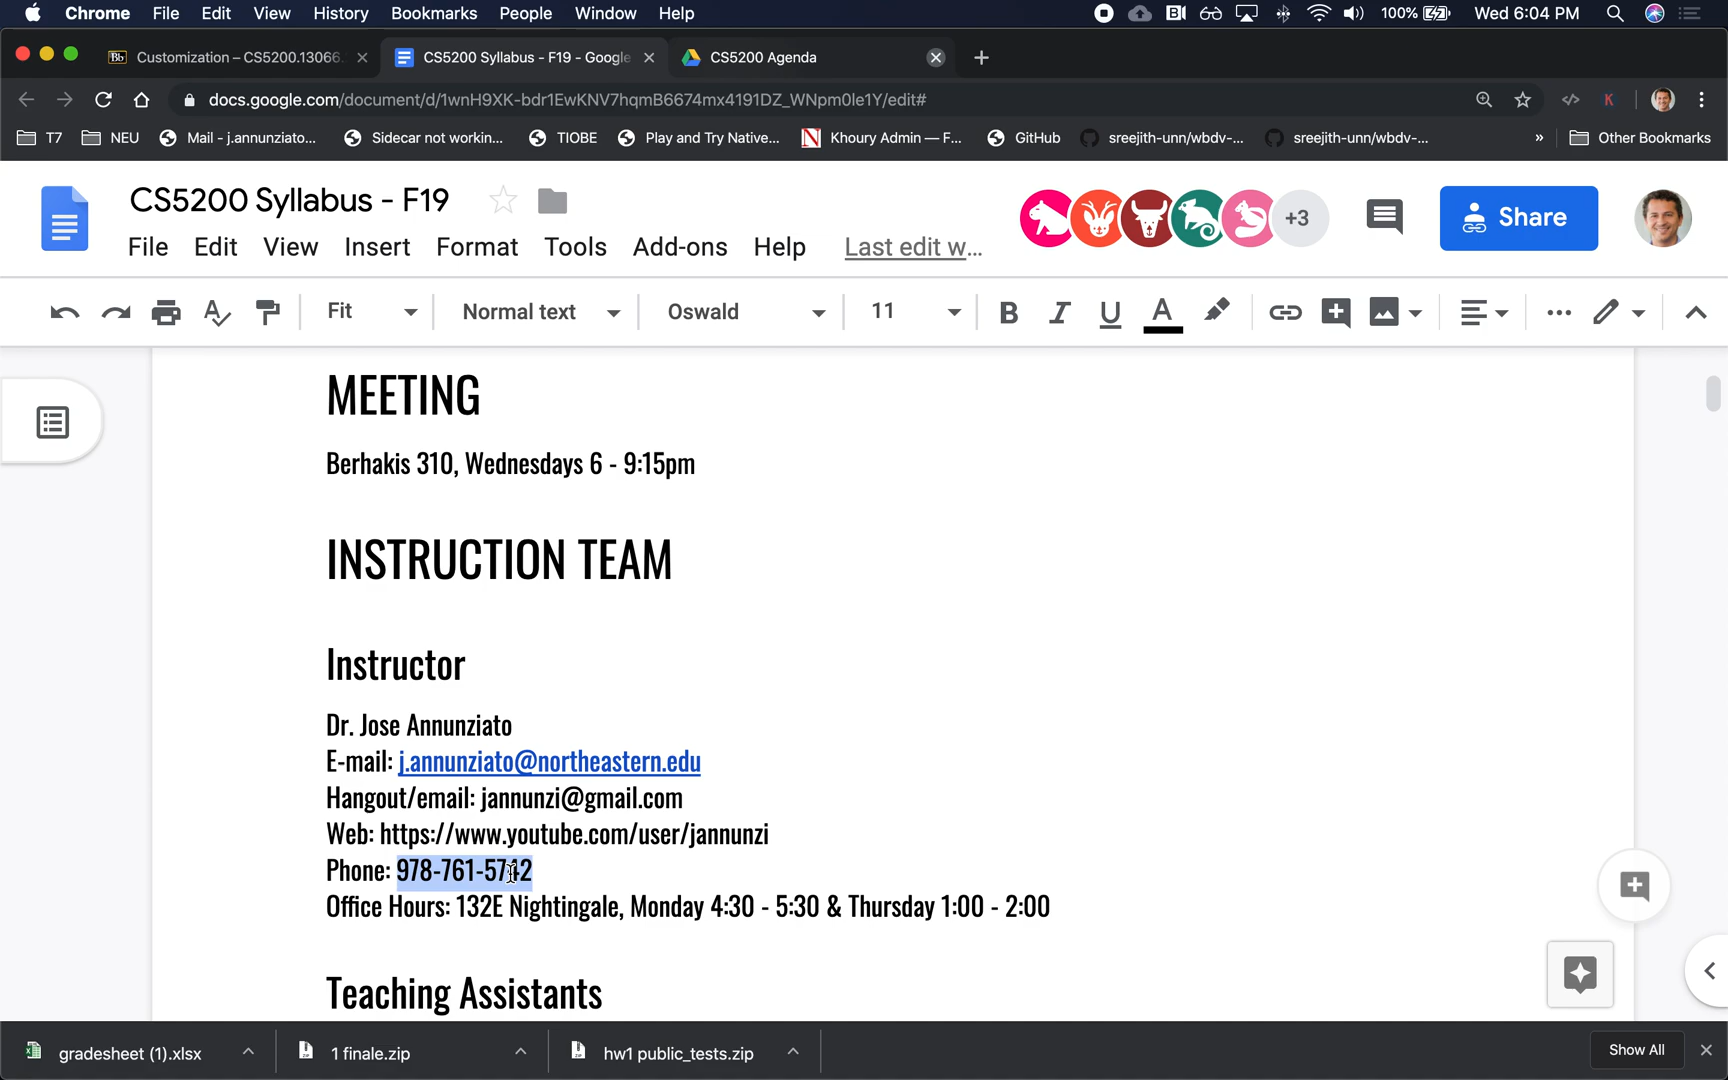 Chrome File Edit View History Bookmarks People Window Help 100% Wed 6:04 PM
Customization – CS5200.13066. CS5200 Syllabus - F19 - Google CS5200 Agenda
docs.google.com/document/d/1wnH9XK-bdr1EwKNV7hqmB6674mx4191DZ_WNpm0le1Y/edit#
T7 NEU Mail - j.annunziato... Sidecar not workin... TIOBE Play and Try Native... Khoury Admin — F... GitHub sreejith-unn/wbdv-... sreejith-unn/wbdv-... » Other Bookmarks
CS5200 Syllabus - F19
+3
Share
File Edit View Insert Format Tools Add-ons Help Last edit w...
Fit Normal text Oswald 11 B I U A
MEETING
Berhakis 310, Wednesdays 6 - 9:15pm
INSTRUCTION TEAM
Instructor
Dr. Jose Annunziato
E-mail: j.annunziato@northeastern.edu
Hangout/email: jannunzi@gmail.com
Web: https://www.youtube.com/user/jannunzi
Phone: 978-761-5742
Office Hours: 132E Nightingale, Monday 4:30 - 5:30 & Thursday 1:00 - 2:00
Teaching Assistants
gradesheet (1).xlsx 1 finale.zip hw1 public_tests.zip Show All